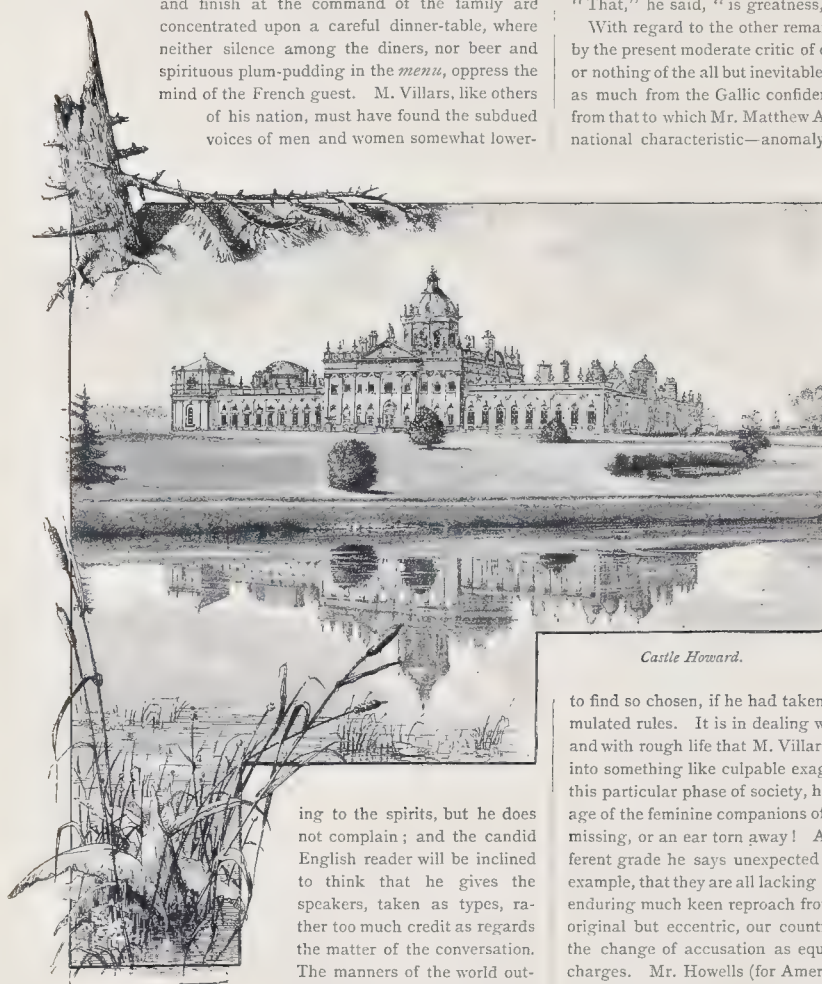 and finish at the command of the family are
concentrated upon a careful dinner-table, where
neither silence among the diners, nor beer and
spirituous plum-pudding in the menu, oppress the
mind of the French guest. M. Villars, like others
of his nation, must have found the subdued
voices of men and women somewhat lower-
ing to the spirits, but he does
not complain; and the candid
English reader will be inclined
to think that he gives the
speakers, taken as types, ra-
ther too much credit as regards
the matter of the conversation.
The manners of the world out-
"That," he said, "is greatness,
With regard to the other rema
by the present moderate critic of
or nothing of the all but inevitable
as much from the Gallic confiden
from that to which Mr. Matthew A
national characteristic—anomaly
Castle Howard.
to find so chosen, if he had taken
mulated rules. It is in dealing w
and with rough life that M. Villar
into something like culpable exag
this particular phase of society, h
age of the feminine companions of
missing, or an ear torn away! A
ferent grade he says unexpected
example, that they are all lacking
enduring much keen reproach fro
original but eccentric, our count
the change of accusation as equ
charges. Mr. Howells (for Amer